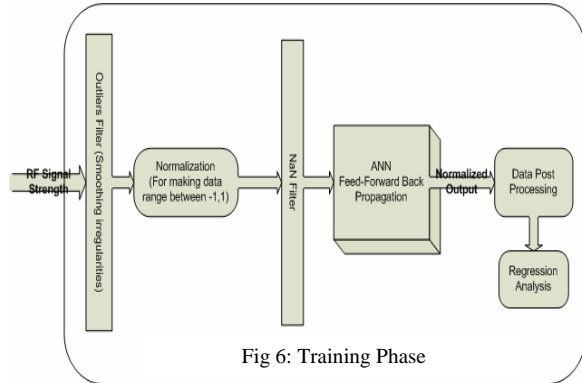 RF Signal
Strength
Outliers Filter (Smoothing irregularities)
Normalization
(For making data
range between -1,1)
NaN Filter
ANN
Feed-Forward Back
Propagation
Normalized
Output
Data Post
Processing
Regression
Analysis
Fig 6: Training Phase